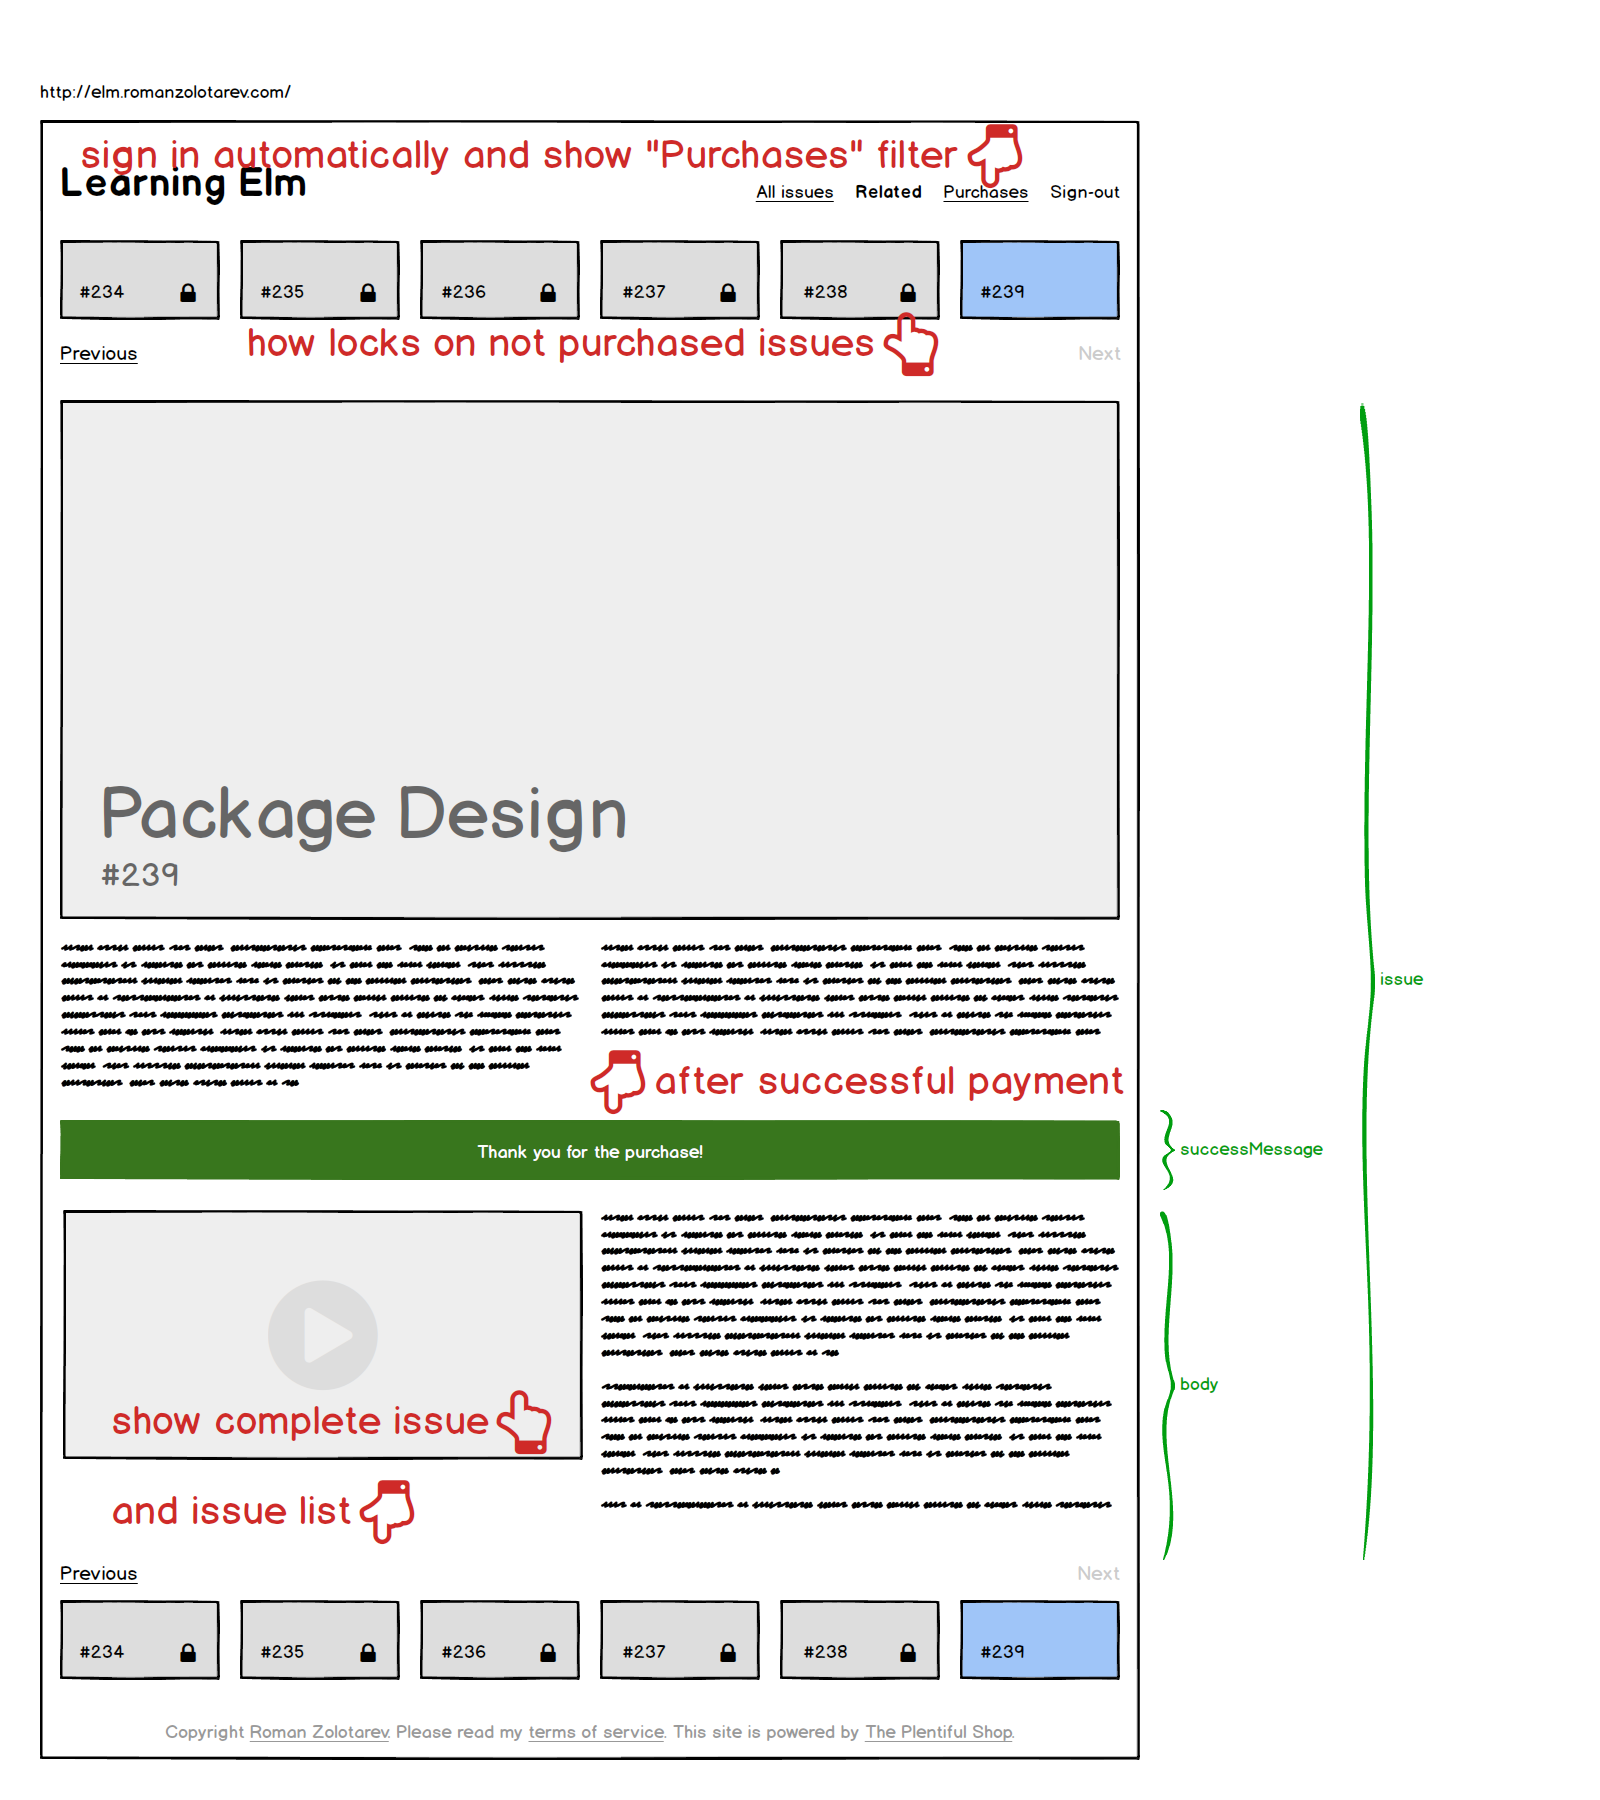 http://elm.romanzolotarev.com/
sign in automatically and show "Purchases" filter
Learning Elm
All issues Related Purchases Sign-out
#234 #235 #236 #237 #238 #239
how locks on not purchased issues
Previous Next
Package Design
#239
issue
after successful payment
Thank you for the purchase!
successMessage
body
show complete issue
and issue list
Previous Next
#234 #235 #236 #237 #238 #239
Copyright Roman Zolotarev. Please read my terms of service. This site is powered by The Plentiful Shop.